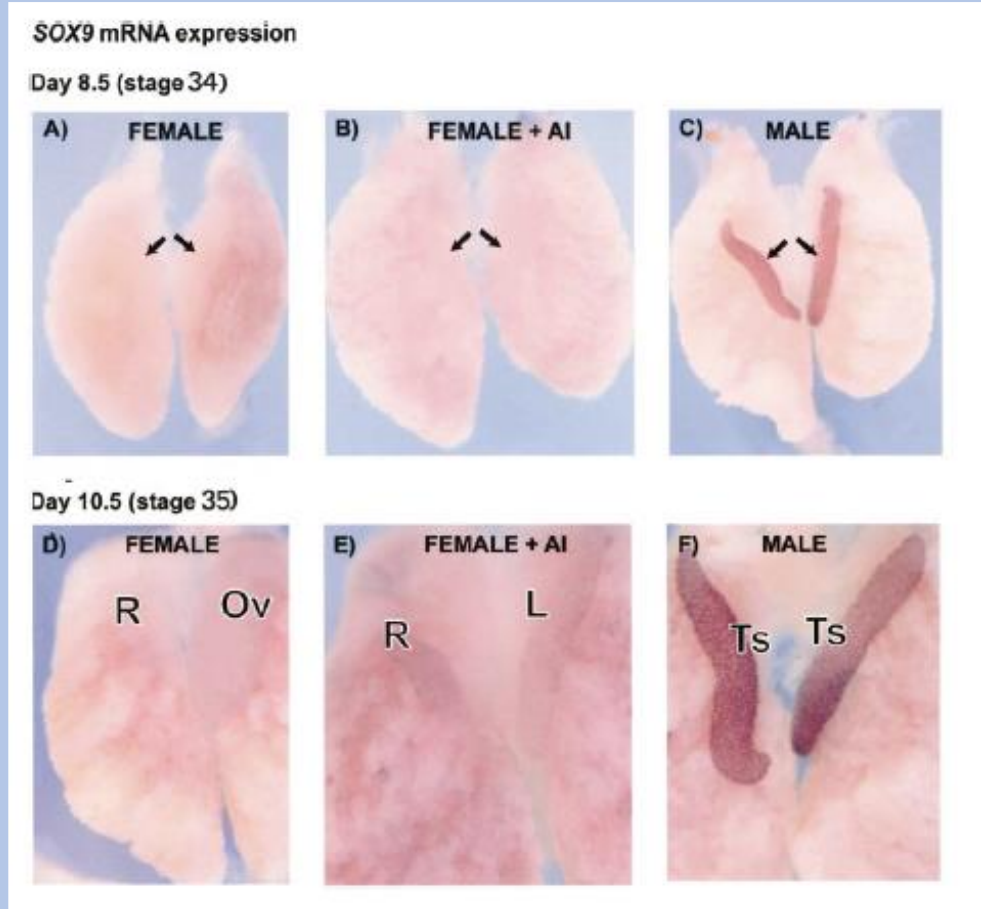 SOX9 mRNA expression
Day 8.5 (stage 34)
A) FEMALE
B) FEMALE + AI
C) MALE
Day 10.5 (stage 35)
D) FEMALE
E) FEMALE + AI
F) MALE
R Ov
R L
Ts Ts